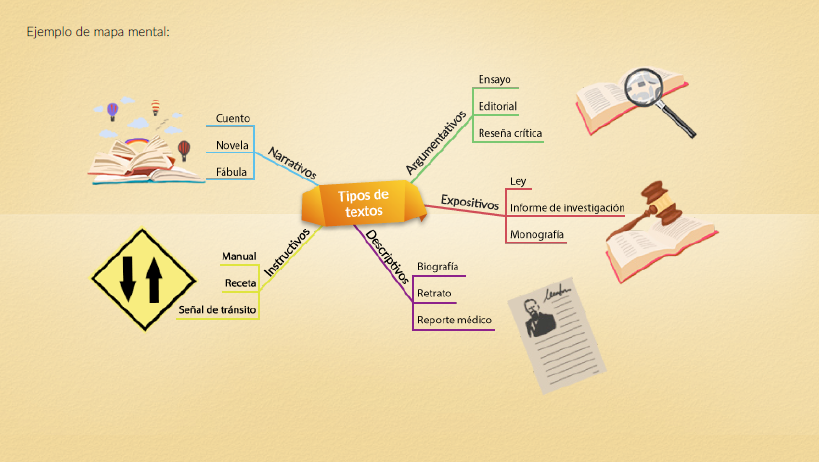 Ejemplo de mapa mental:
Tipos de
textos
Narrativos
Cuento
Novela
Fábula
Argumentativos
Ensayo
Editorial
Reseña crítica
Expositivos
Ley
Informe de investigación
Monografía
Descriptivos
Biografía
Retrato
Reporte médico
Instructivos
Manual
Receta
Señal de tránsito